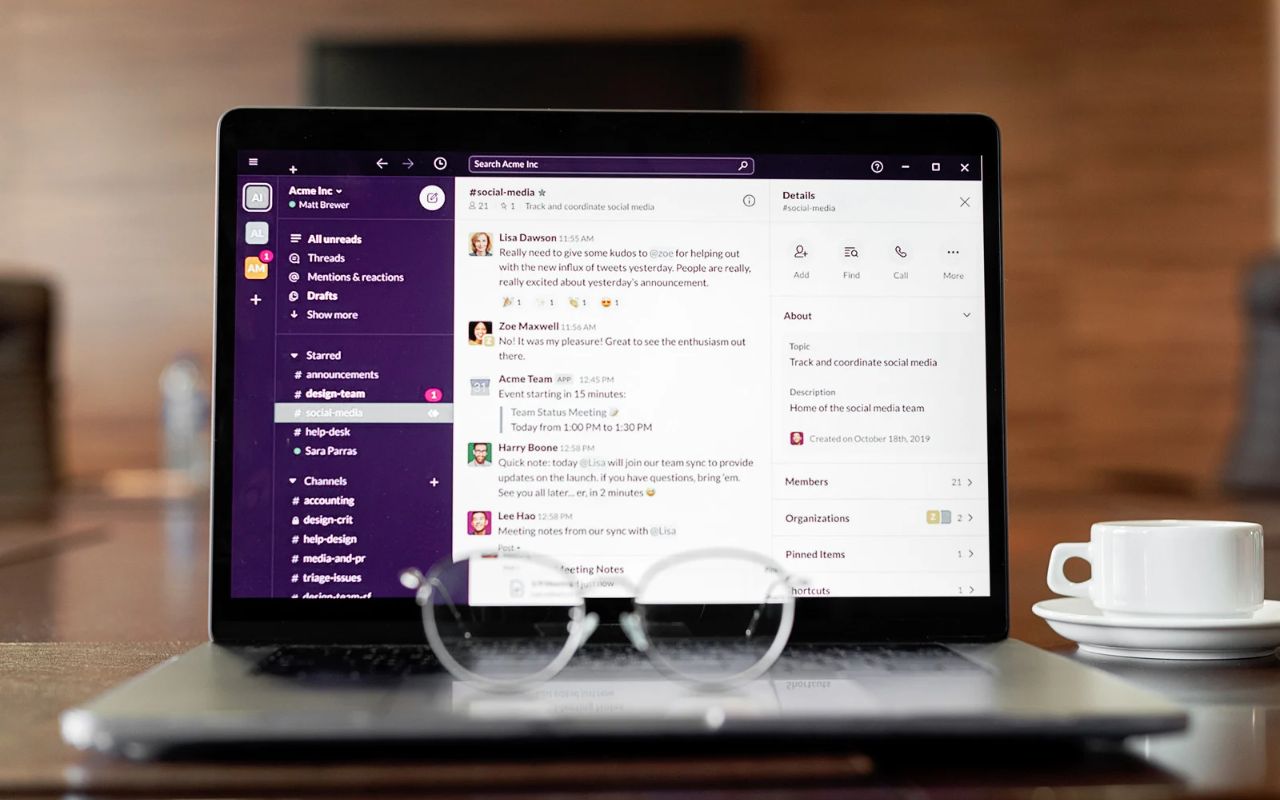 Search Acme Inc
AI
AL
AM
1
Acme Inc
Matt Brewer
All unreads
Threads
Mentions & reactions
Drafts
Show more
Starred
# announcements
# design-team 1
# social-media
# help-desk
Sara Parras
Channels
# accounting
design-crit
# help-design
# media-and-pr
# triage-issues
#social-media
21 1 Track and coordinate social media
Lisa Dawson 11:55 AM
Really need to give some kudos to @zoe for helping out
with the new influx of tweets yesterday. People are really,
really excited about yesterday's announcement.
1 1 1 1
Zoe Maxwell 11:56 AM
No! It was my pleasure! Great to see the enthusiasm out
there.
Acme Team APP 12:45 PM
Event starting in 15 minutes:
Team Status Meeting
Today from 1:00 PM to 1:30 PM
Harry Boone 12:58 PM
Quick note: today @Lisa will join our team sync to provide
updates on the launch. if you have questions, bring 'em.
See you all later... er, in 2 minutes
Lee Hao 12:58 PM
Meeting notes from our sync with @Lisa
Post
Meeting Notes
just now
Details
#social-media
Add Find Call More
About
Topic
Track and coordinate social media
Description
Home of the social media team
Created on October 18th, 2019
Members 21
Organizations Z 2
Pinned Items 1
hortcuts 1